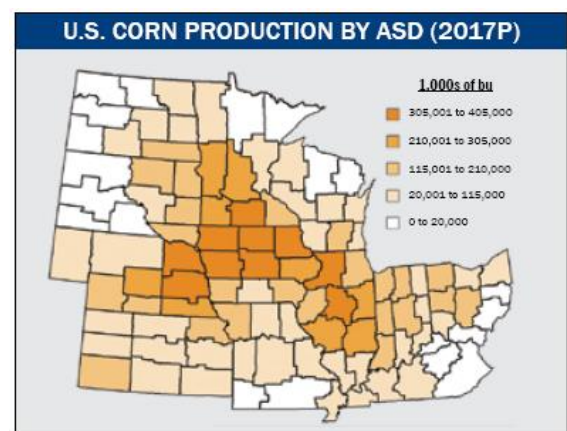 U.S. CORN PRODUCTION BY ASD (2017P)
1,000s of bu
305,001 to 405,000
210,001 to 305,000
115,001 to 210,000
20,001 to 115,000
0 to 20,000